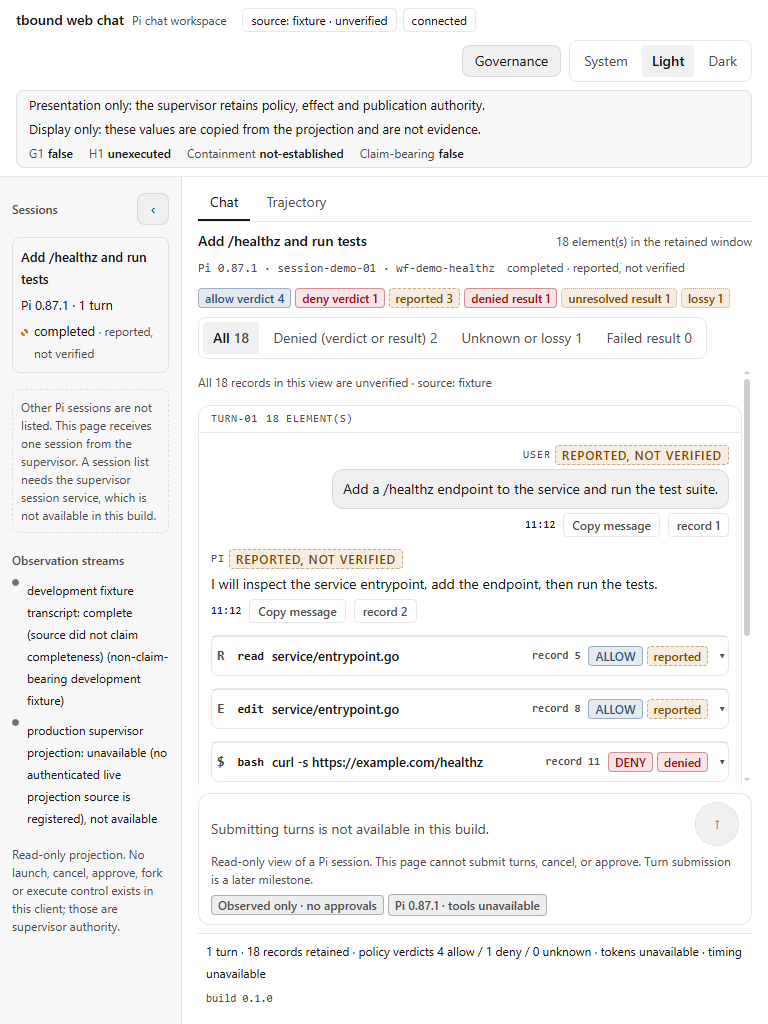 tbound web chat Pi chat workspace source: fixture · unverified connected
Governance System Light Dark
Presentation only: the supervisor retains policy, effect and publication authority.
Display only: these values are copied from the projection and are not evidence.
G1 false H1 unexecuted Containment not-established Claim-bearing false
Sessions ‹
Add /healthz and run
tests
Pi 0.87.1 · 1 turn
completed · reported,
not verified
Other Pi sessions are not
listed. This page receives
one session from the
supervisor. A session list
needs the supervisor
session service, which is
not available in this build.
Observation streams
development fixture
transcript: complete
(source did not claim
completeness) (non-claim-
bearing development
fixture)
production supervisor
projection: unavailable (no
authenticated live
projection source is
registered), not available
Read-only projection. No
launch, cancel, approve, fork
or execute control exists in
this client; those are
supervisor authority.
Chat Trajectory
Add /healthz and run tests 18 element(s) in the retained window
Pi 0.87.1 · session-demo-01 · wf-demo-healthz completed · reported, not verified
allow verdict 4 deny verdict 1 reported 3 denied result 1 unresolved result 1 lossy 1
All 18 Denied (verdict or result) 2 Unknown or lossy 1 Failed result 0
All 18 records in this view are unverified · source: fixture
TURN-01 18 ELEMENT(S)
USER REPORTED, NOT VERIFIED
Add a /healthz endpoint to the service and run the test suite.
11:12 Copy message record 1
PI REPORTED, NOT VERIFIED
I will inspect the service entrypoint, add the endpoint, then run the tests.
11:12 Copy message record 2
R read service/entrypoint.go record 5 ALLOW reported ▾
E edit service/entrypoint.go record 8 ALLOW reported ▾
$ bash curl -s https://example.com/healthz record 11 DENY denied ▾
Submitting turns is not available in this build. ↑
Read-only view of a Pi session. This page cannot submit turns, cancel, or approve. Turn submission
is a later milestone.
Observed only · no approvals Pi 0.87.1 · tools unavailable
1 turn · 18 records retained · policy verdicts 4 allow / 1 deny / 0 unknown · tokens unavailable · timing
unavailable
build 0.1.0